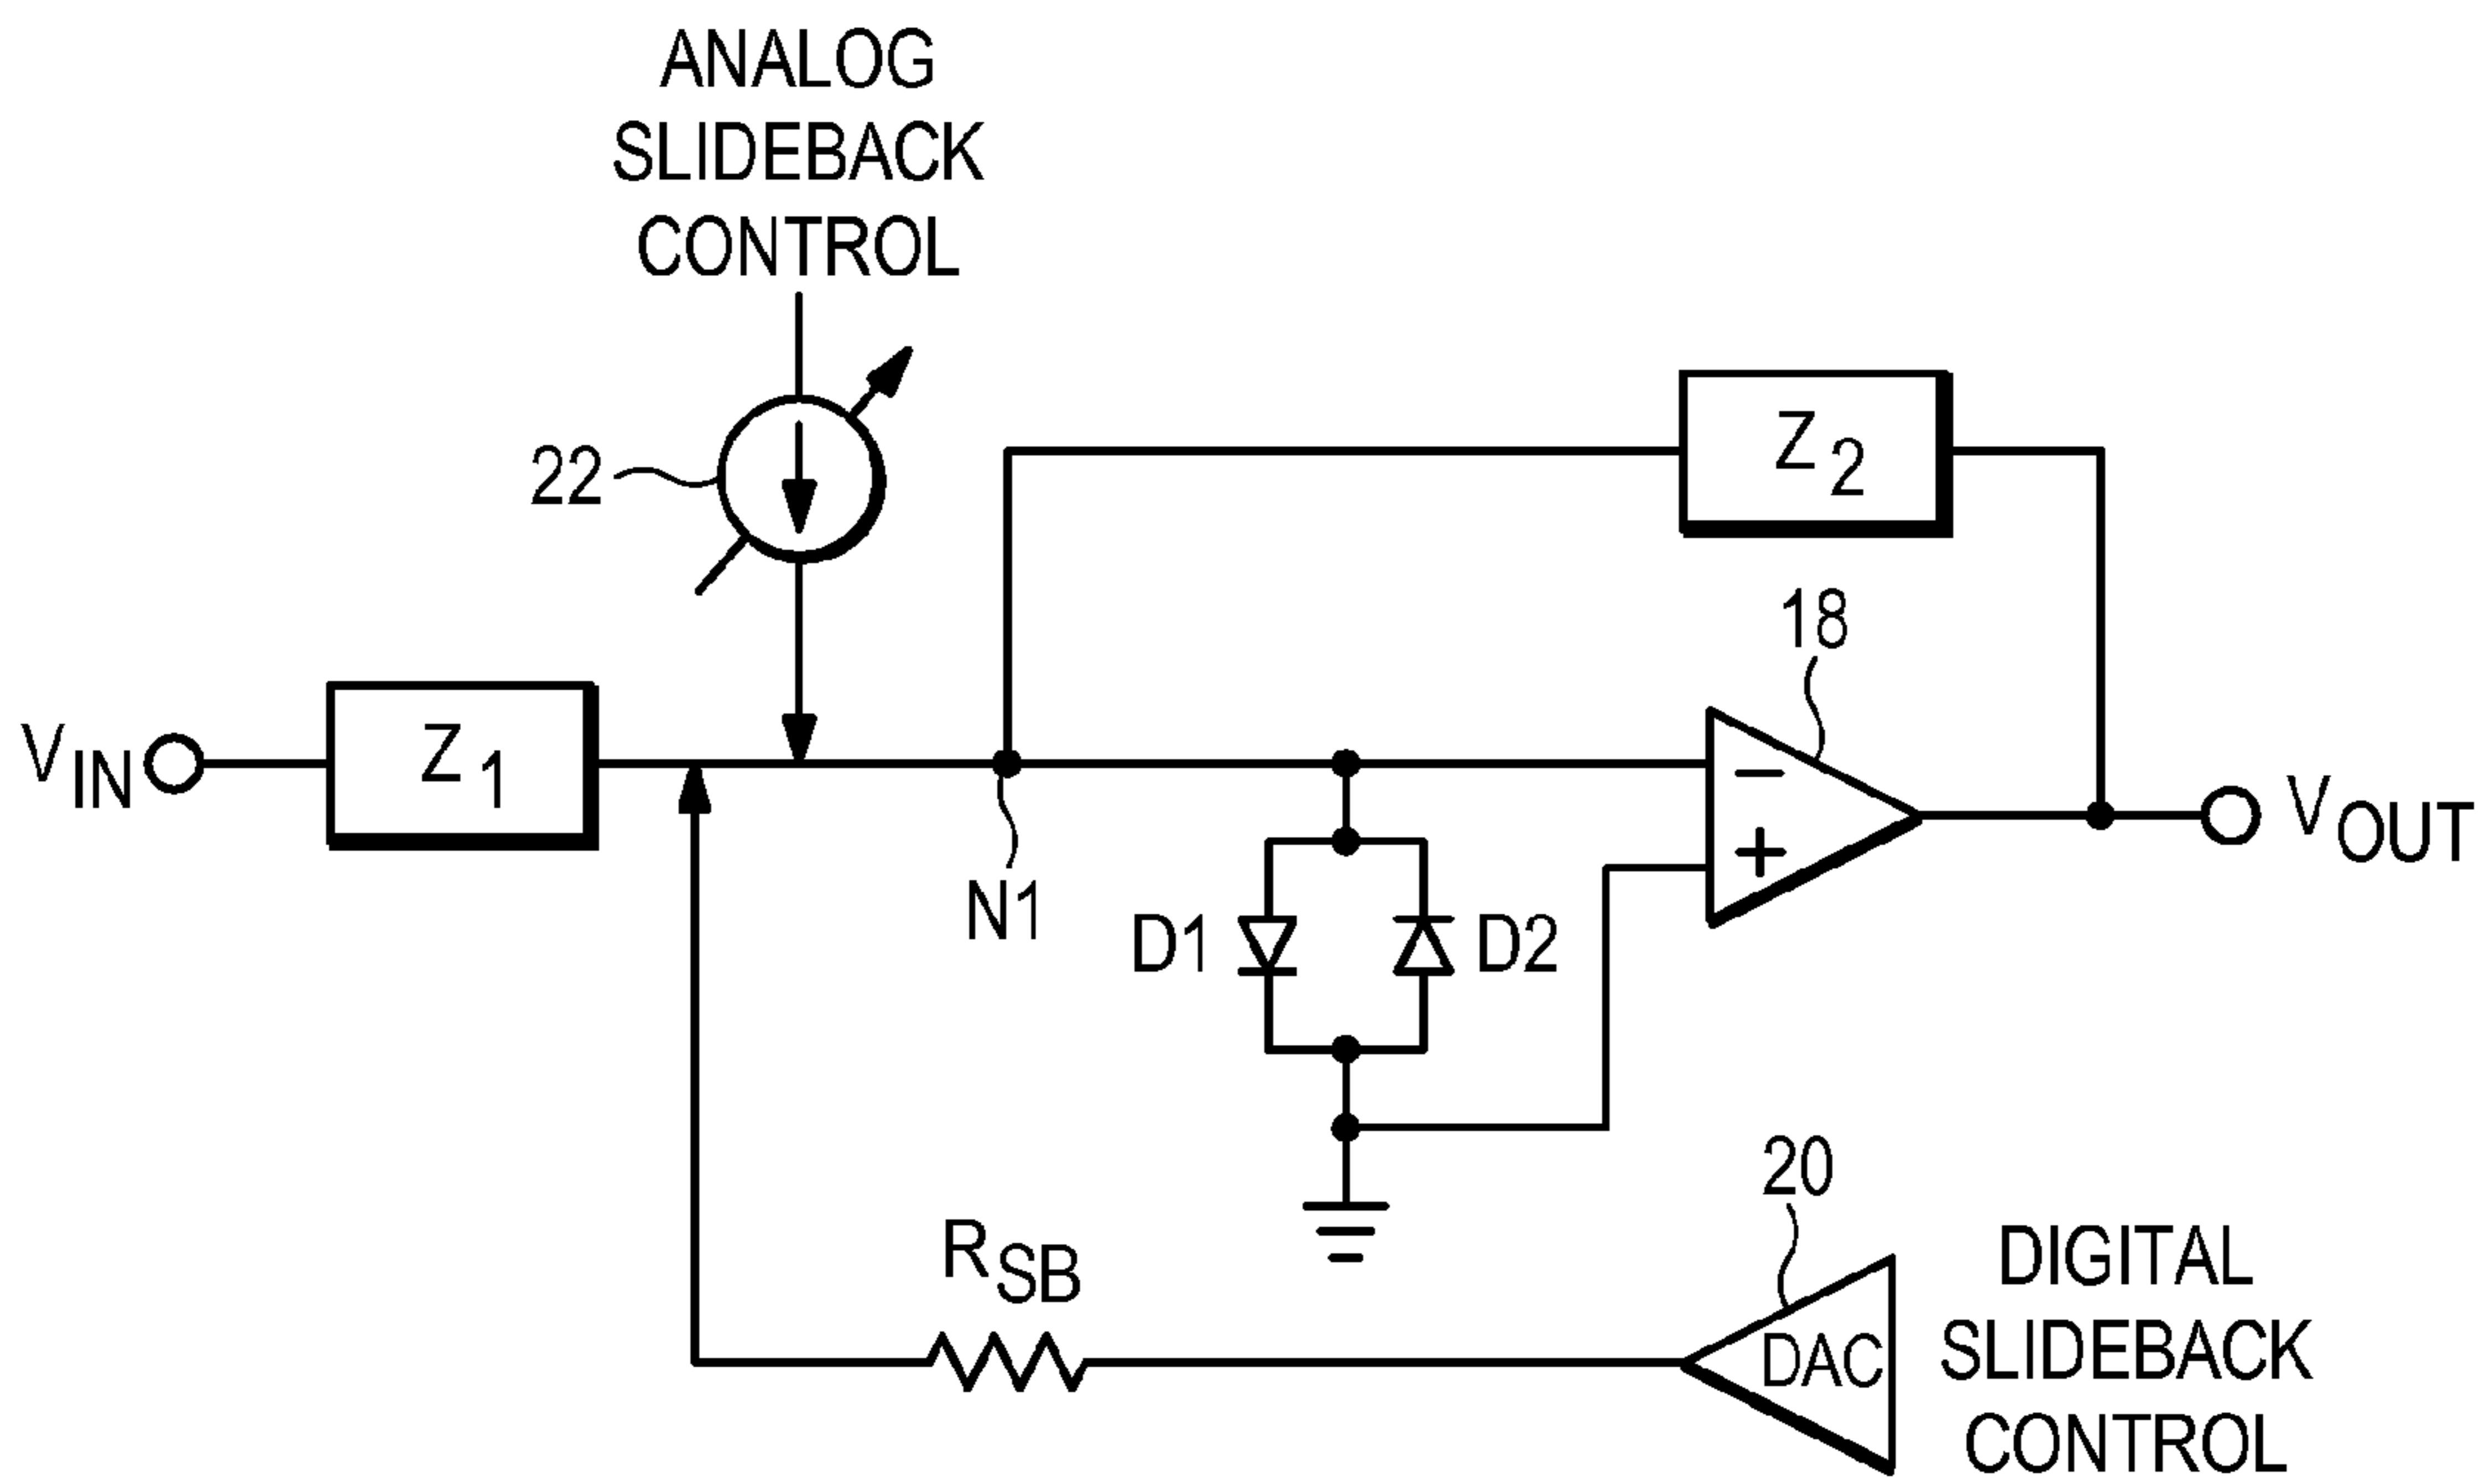 ANALOG
SLIDEBACK
CONTROL
22
Z2
18
VIN
Z1
−
+
VOUT
N1
D1
D2
20
RSB
DAC
DIGITAL
SLIDEBACK
CONTROL